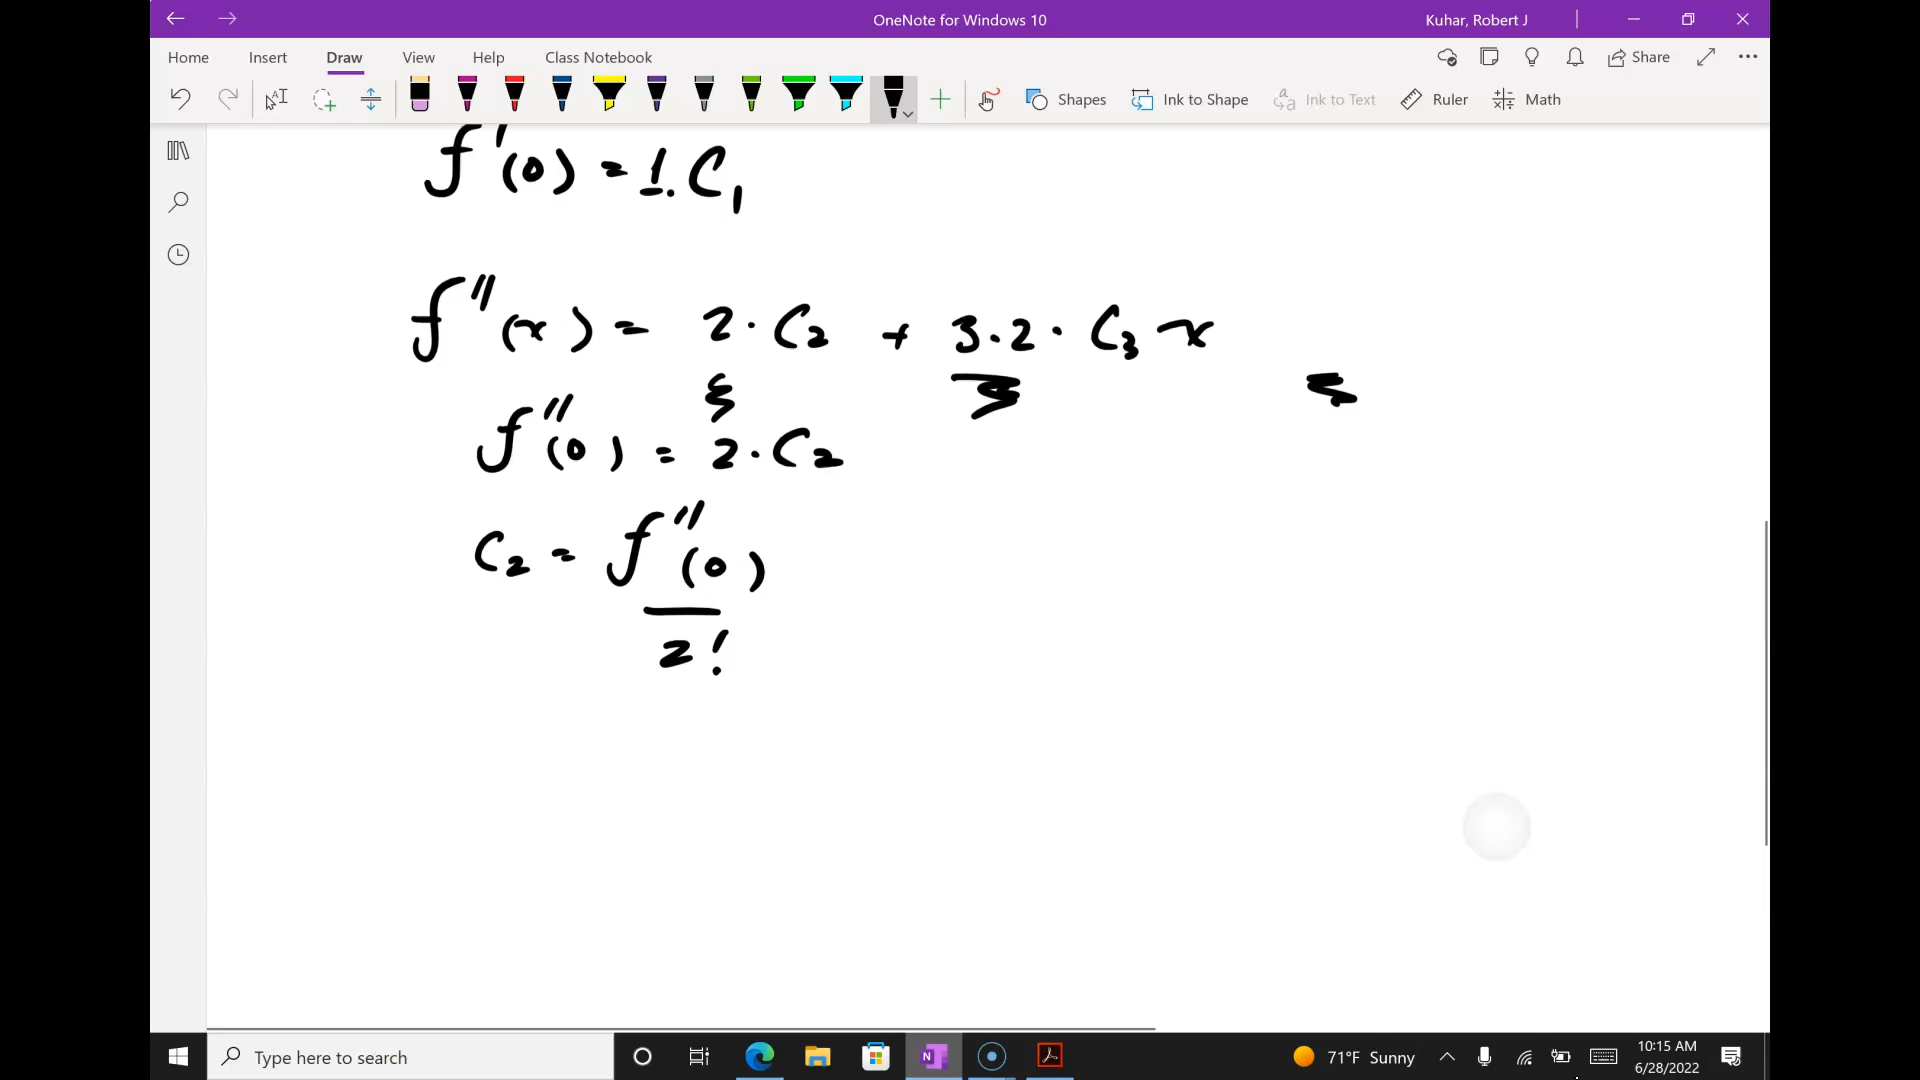 OneNote for Windows 10
Kuhar, Robert J
Home Insert Draw View Help Class Notebook
Share
Shapes Ink to Shape Ink to Text Ruler Math
f'(0) = 1. C₁
f''(x) = 2 · C₂ + 3·2 · C₃ x
f''(0) = 2 · C₂
C₂ = f''(0)
2!
Type here to search
71°F Sunny
10:15 AM
6/28/2022